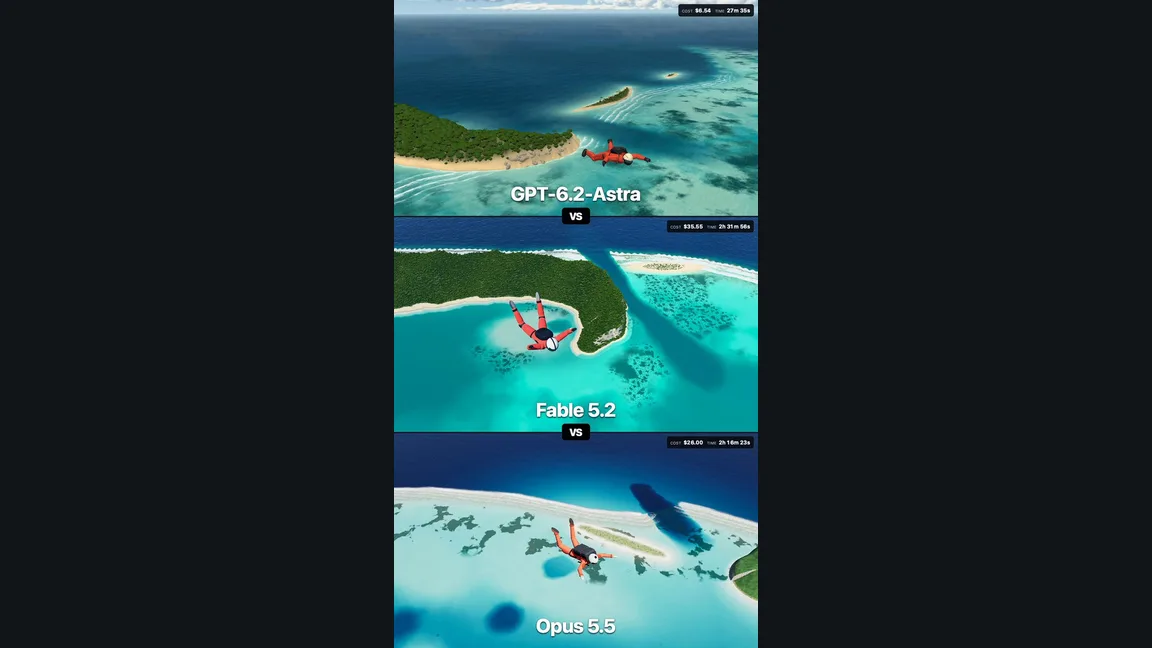 COST $6.54 TIME 27m 35s
GPT-6.2-Astra
VS
COST $35.55 TIME 2h 31m 56s
Fable 5.2
VS
COST $26.00 TIME 2h 16m 23s
Opus 5.5